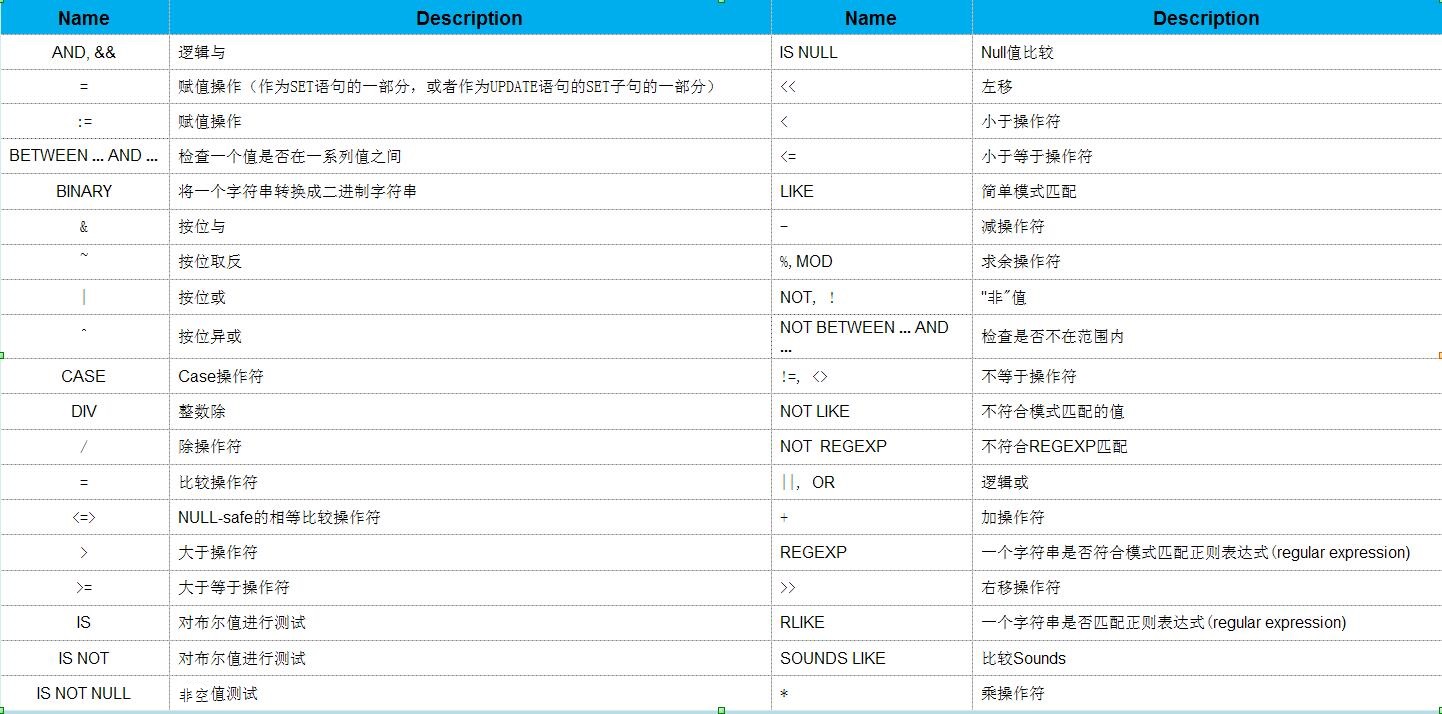 Name Description Name Description
AND, && 逻辑与 IS NULL Null值比较
= 赋值操作（作为SET语句的一部分，或者作为UPDATE语句的SET子句的一部分） << 左移
:= 赋值操作 < 小于操作符
BETWEEN ... AND ... 检查一个值是否在一系列值之间 <= 小于等于操作符
BINARY 将一个字符串转换成二进制字符串 LIKE 简单模式匹配
& 按位与 - 减操作符
~ 按位取反 %,MOD 求余操作符
| 按位或 NOT, ! "非"值
^ 按位异或 NOT BETWEEN ... AND
... 检查是否不在范围内
CASE Case操作符 !=, <> 不等于操作符
DIV 整数除 NOT LIKE 不符合模式匹配的值
/ 除操作符 NOT REGEXP 不符合REGEXP匹配
= 比较操作符 ||, OR 逻辑或
<=> NULL-safe的相等比较操作符 + 加操作符
> 大于操作符 REGEXP 一个字符串是否符合模式匹配正则表达式(regular expression)
>= 大于等于操作符 >> 右移操作符
IS 对布尔值进行测试 RLIKE 一个字符串是否匹配正则表达式(regular expression)
IS NOT 对布尔值进行测试 SOUNDS LIKE 比较Sounds
IS NOT NULL 非空值测试 * 乘操作符